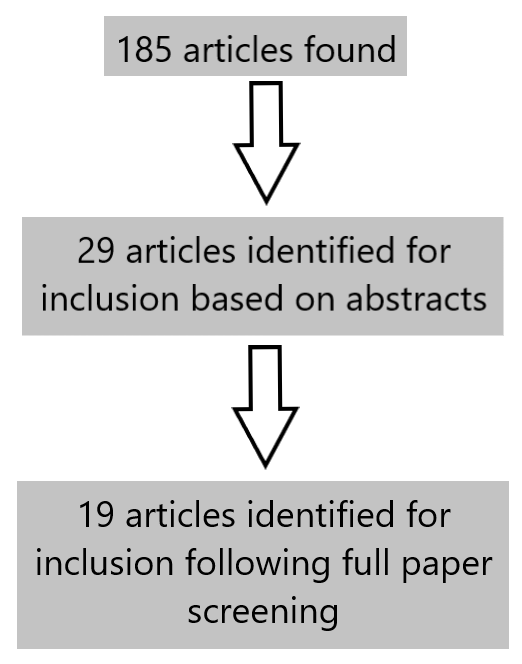 185 articles found
29 articles identified for
inclusion based on abstracts
19 articles identified for
inclusion following full paper
screening